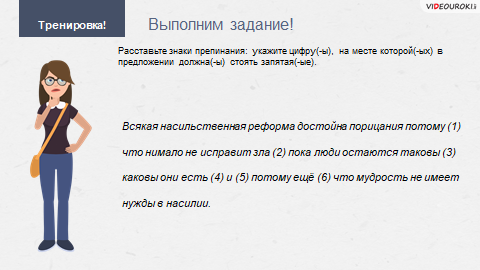 Тренировка!
Выполним задание!
VIDEOUROKI
Расставьте знаки препинания: укажите цифру(-ы), на месте которой(-ых) в
предложении должна(-ы) стоять запятая(-ые).
Всякая насильственная реформа достойна порицания потому (1)
что нимало не исправит зла (2) пока люди остаются таковы (3)
каковы они есть (4) и (5) потому ещё (6) что мудрость не имеет
нужды в насилии.